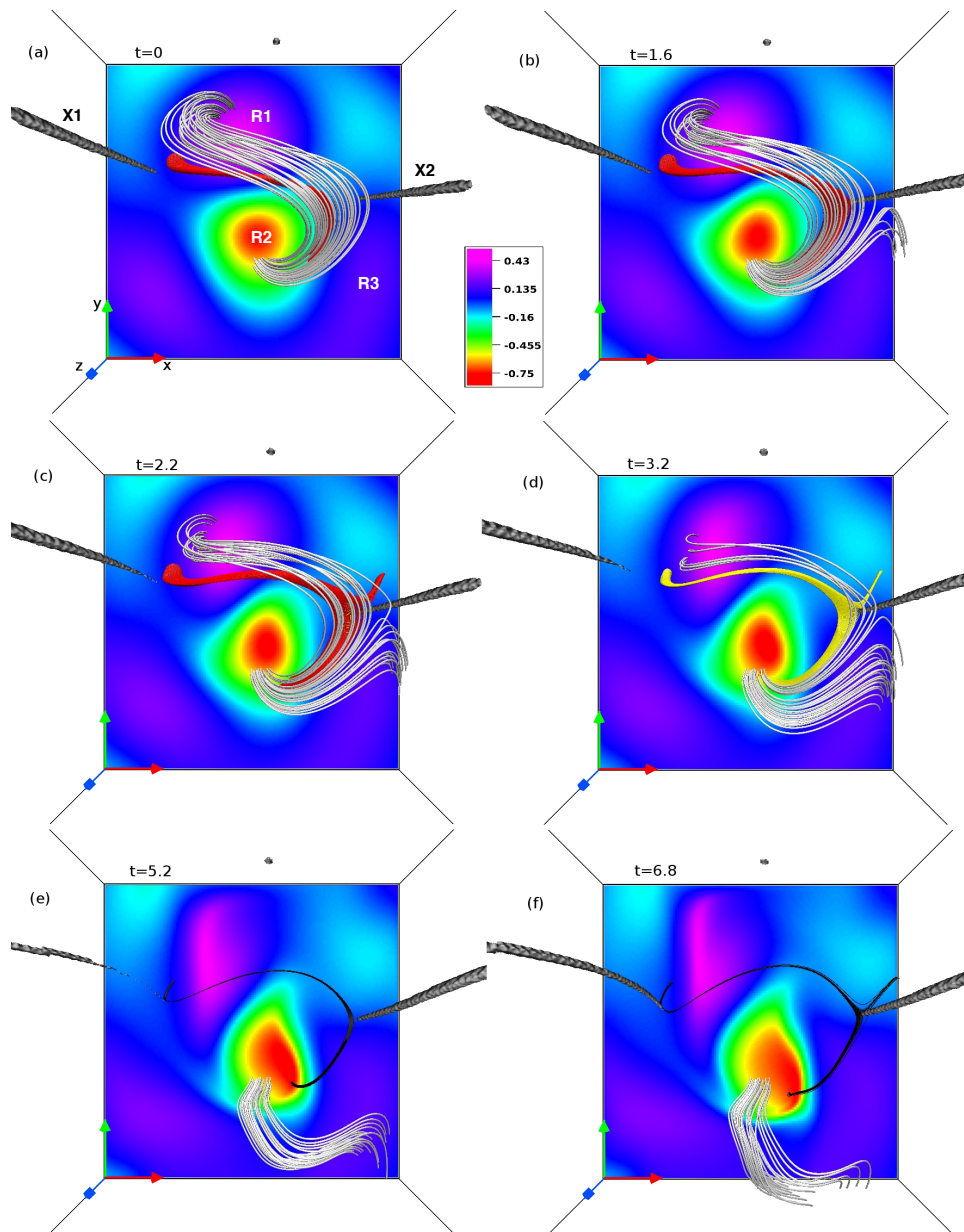 (a)
t=0
X1
R1
X2
R2
R3
y
z
x
(b)
t=1.6
0.43
0.135
-0.16
-0.455
-0.75
(c)
t=2.2
(d)
t=3.2
(e)
t=5.2
(f)
t=6.8